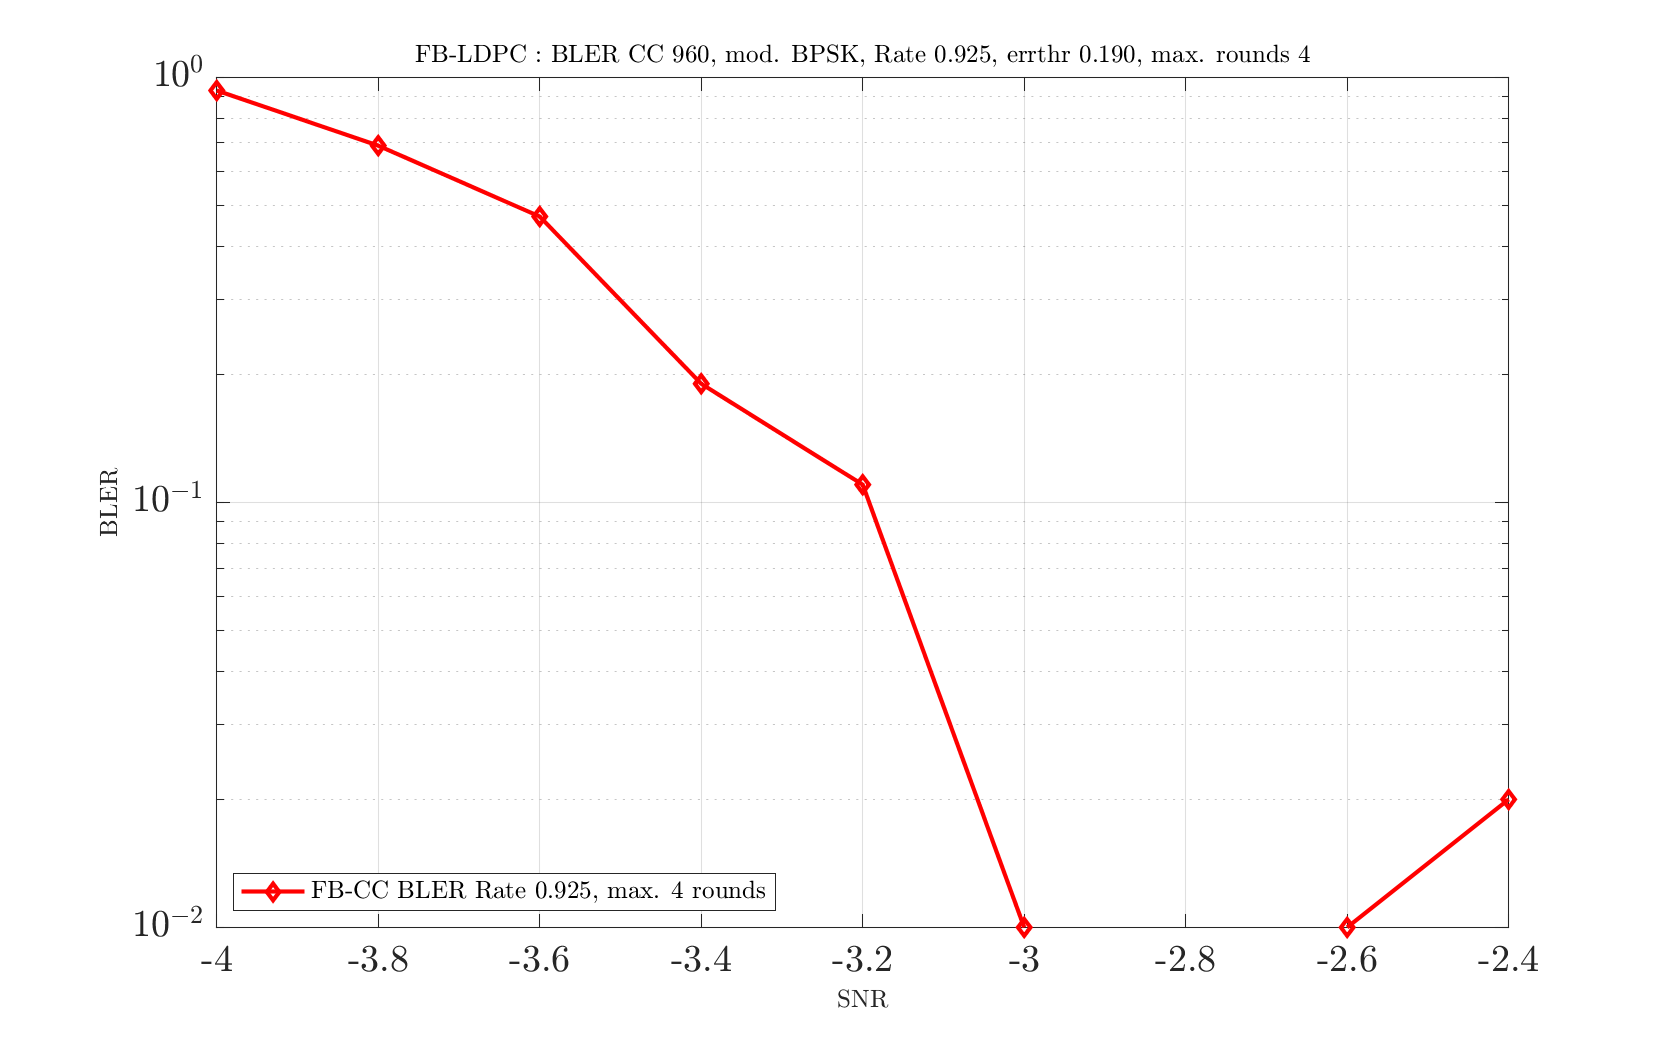 FB-LDPC : BLER CC 960, mod. BPSK, Rate 0.925, errthr 0.190, max. rounds 4
10^0
10^-1
10^-2
BLER
FB-CC BLER Rate 0.925, max. 4 rounds
-4 -3.8 -3.6 -3.4 -3.2 -3 -2.8 -2.6 -2.4
SNR